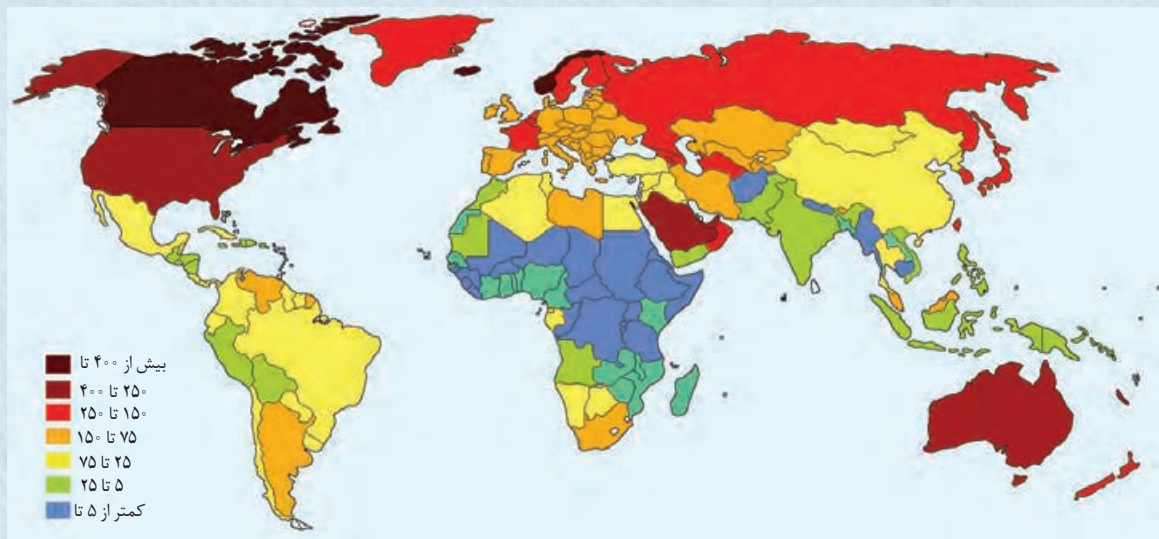 بیش از ۴۰۰ تا
۲۵۰ تا ۴۰۰
۱۵۰ تا ۲۵۰
۷۵ تا ۱۵۰
۲۵ تا ۷۵
۵ تا ۲۵
کمتر از ۵ تا